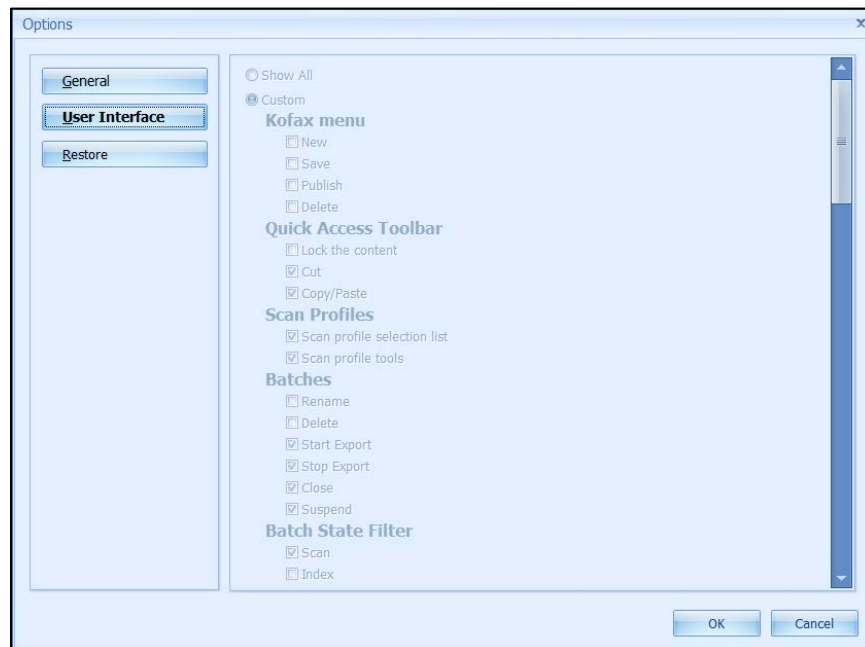 Options
General
User Interface
Restore
Show All
Custom
Kofax menu
New
Save
Publish
Delete
Quick Access Toolbar
Lock the content
Cut
Copy/Paste
Scan Profiles
Scan profile selection list
Scan profile tools
Batches
Rename
Delete
Start Export
Stop Export
Close
Suspend
Batch State Filter
Scan
Index
OK
Cancel